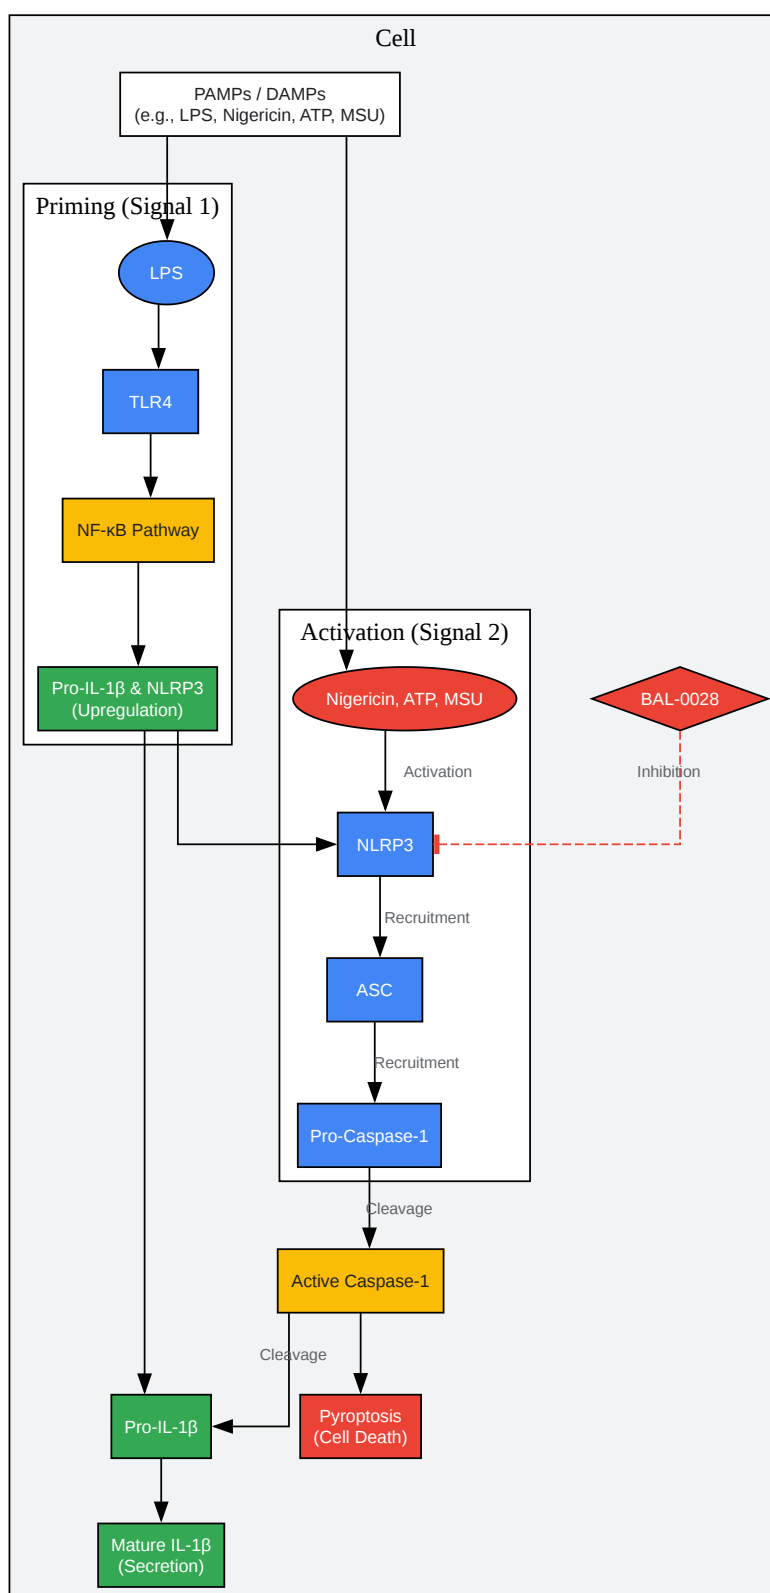 Cell
PAMPs / DAMPs
(e.g., LPS, Nigericin, ATP, MSU)
Priming (Signal 1)
LPS
TLR4
NF-κB Pathway
Pro-IL-1β & NLRP3
(Upregulation)
Activation (Signal 2)
Nigericin, ATP, MSU
BAL-0028
Activation
Inhibition
NLRP3
Recruitment
ASC
Recruitment
Pro-Caspase-1
Cleavage
Active Caspase-1
Cleavage
Pro-IL-1β
Pyroptosis
(Cell Death)
Mature IL-1β
(Secretion)